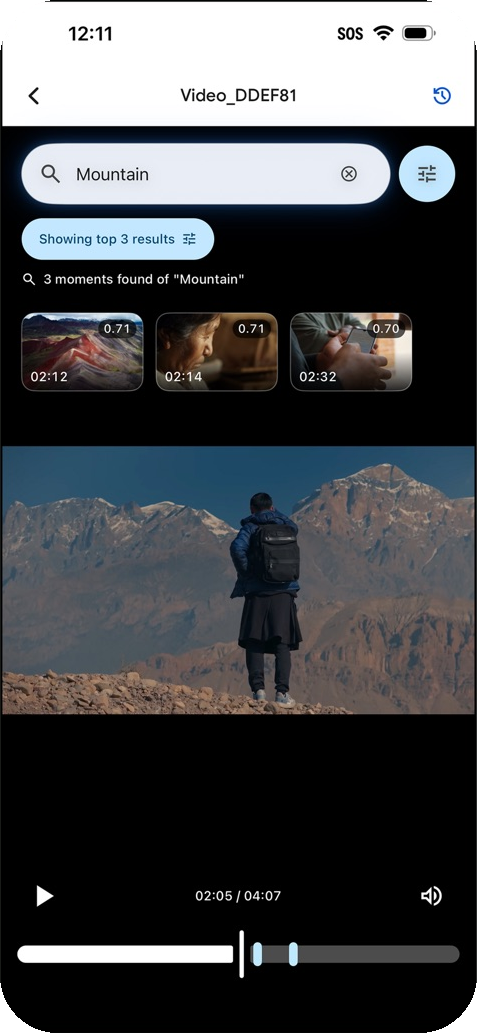 12:11 SOS
Video_DDEF81
Mountain
Showing top 3 results
3 moments found of "Mountain"
0.71 0.71 0.70
02:12 02:14 02:32
02:05 / 04:07